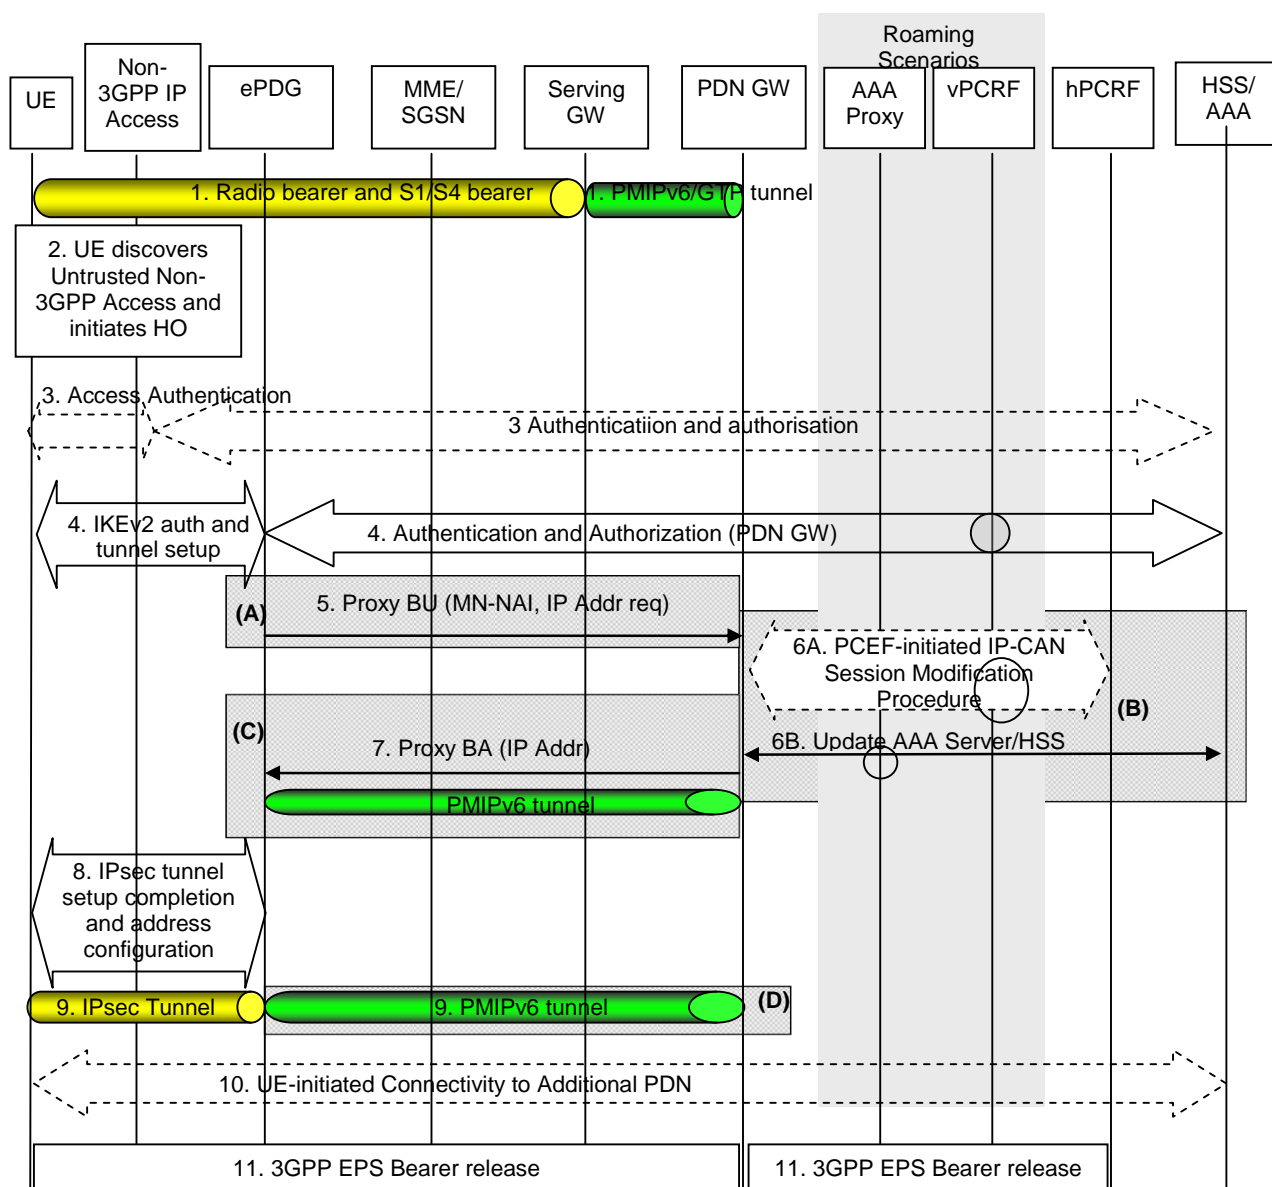 Roaming
Scenarios
UE
Non-
3GPP IP
Access
ePDG
MME/
SGSN
Serving
GW
PDN GW
AAA
Proxy
vPCRF
hPCRF
HSS/
AAA
1. Radio bearer and S1/S4 bearer
1. PMIPv6/GTP tunnel
2. UE discovers
Untrusted Non-
3GPP Access and
initiates HO
3. Access Authentication
3 Authenticatiion and authorisation
4. IKEv2 auth and
tunnel setup
4. Authentication and Authorization (PDN GW)
(A)
5. Proxy BU (MN-NAI, IP Addr req)
6A. PCEF-initiated IP-CAN
Session Modification
Procedure
(B)
(C)
7. Proxy BA (IP Addr)
6B. Update AAA Server/HSS
PMIPv6 tunnel
8. IPsec tunnel
setup completion
and address
configuration
9. IPsec Tunnel
9. PMIPv6 tunnel
(D)
10. UE-initiated Connectivity to Additional PDN
11. 3GPP EPS Bearer release
11. 3GPP EPS Bearer release